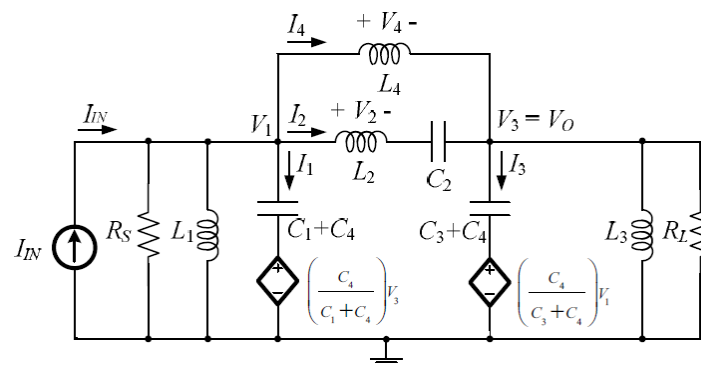 I4
+ V4 -
L4
IIN
V1
I2
+ V2 -
V3 = VO
I1
L2
C2
I3
IIN
RS
L1
C1+C4
C3+C4
L3
RL
+
-
(C4 / C1+C4)V3
+
-
(C4 / C3+C4)V1